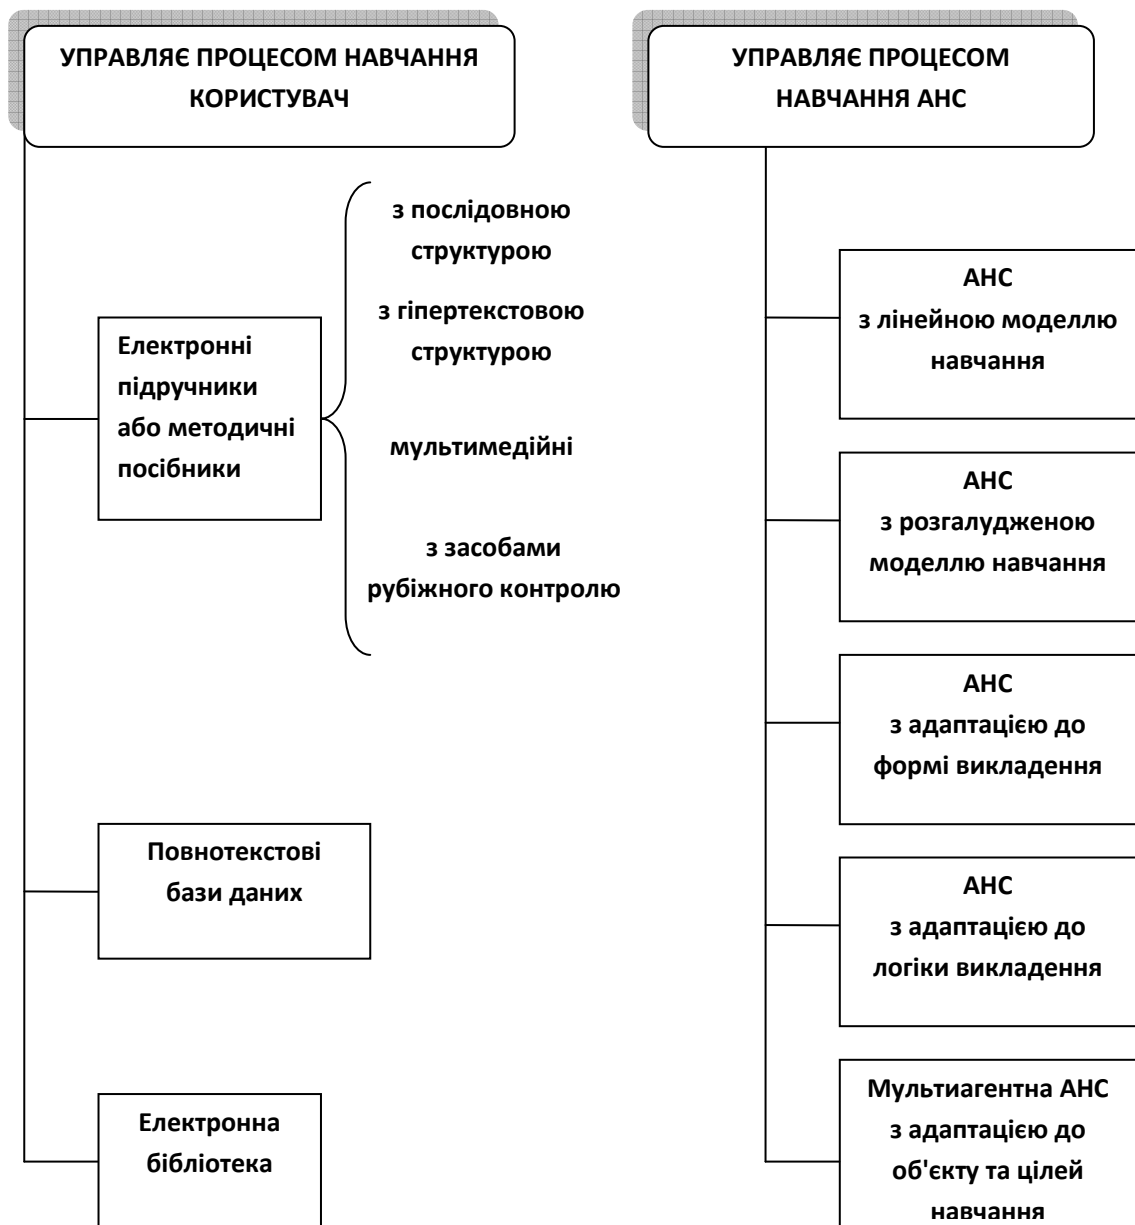 УПРАВЛЯЄ ПРОЦЕСОМ НАВЧАННЯ
КОРИСТУВАЧ
з послідовною
структурою
з гіпертекстовою
структурою
Електронні
підручники
або методичні
посібники
мультимедійні
з засобами
рубіжного контролю
Повнотекстові
бази даних
Електронна
бібліотека
УПРАВЛЯЄ ПРОЦЕСОМ
НАВЧАННЯ АНС
АНС
з лінейною моделлю
навчання
АНС
з розгалудженою
моделлю навчання
АНС
з адаптацією до
формі викладення
АНС
з адаптацією до
логіки викладення
Мультиагентна АНС
з адаптацією до
об'єкту та цілей
навчання